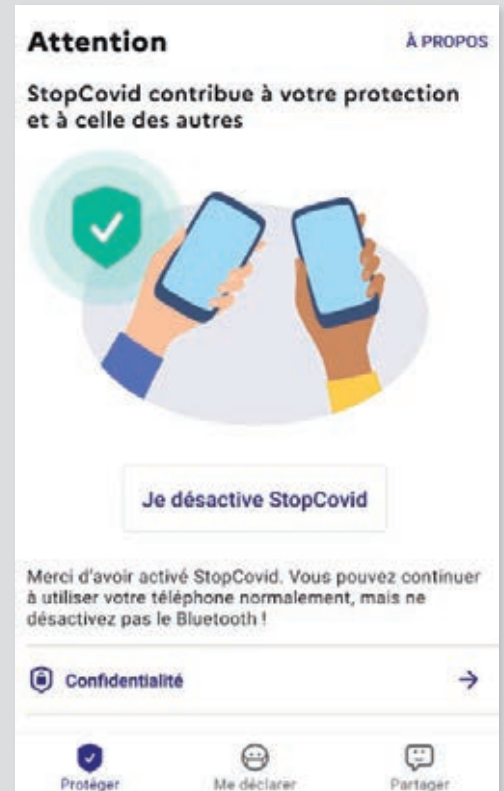 Attention
À PROPOS
StopCovid contribue à votre protection
et à celle des autres
Je désactive StopCovid
Merci d'avoir activé StopCovid. Vous pouvez continuer
à utiliser votre téléphone normalement, mais ne
désactivez pas le Bluetooth !
Confidentialité
Protéger
Me déclarer
Partager